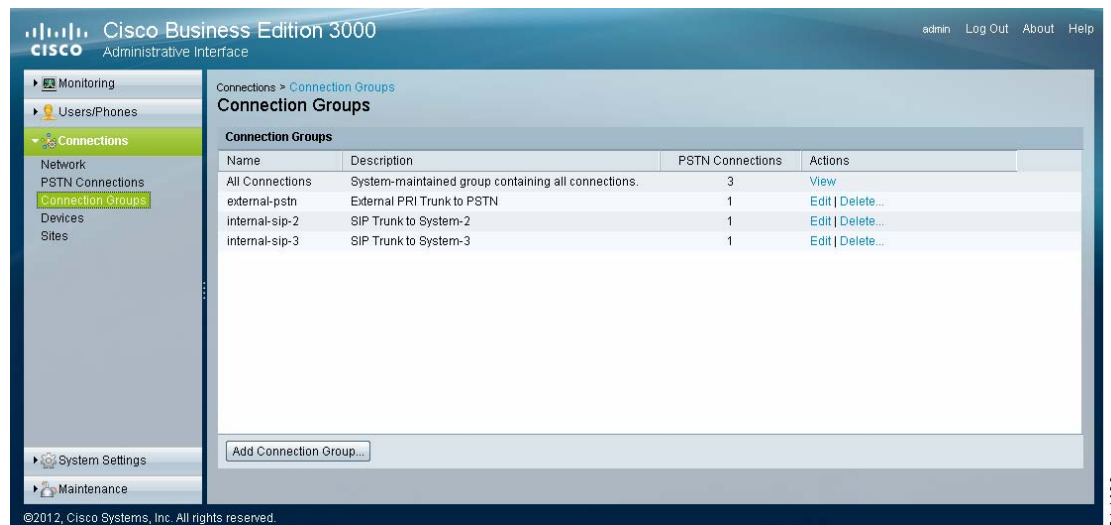 Cisco Business Edition 3000
CISCO Administrative Interface
admin Log Out About Help
Monitoring
Users/Phones
Connections
Network
PSTN Connections
Connection Groups
Devices
Sites
System Settings
Maintenance
Connections > Connection Groups
Connection Groups
Connection Groups
Name Description PSTN Connections Actions
All Connections System-maintained group containing all connections. 3 View
external-pstn External PRI Trunk to PSTN 1 Edit | Delete...
internal-sip-2 SIP Trunk to System-2 1 Edit | Delete...
internal-sip-3 SIP Trunk to System-3 1 Edit | Delete...
Add Connection Group...
©2012, Cisco Systems, Inc. All rights reserved.